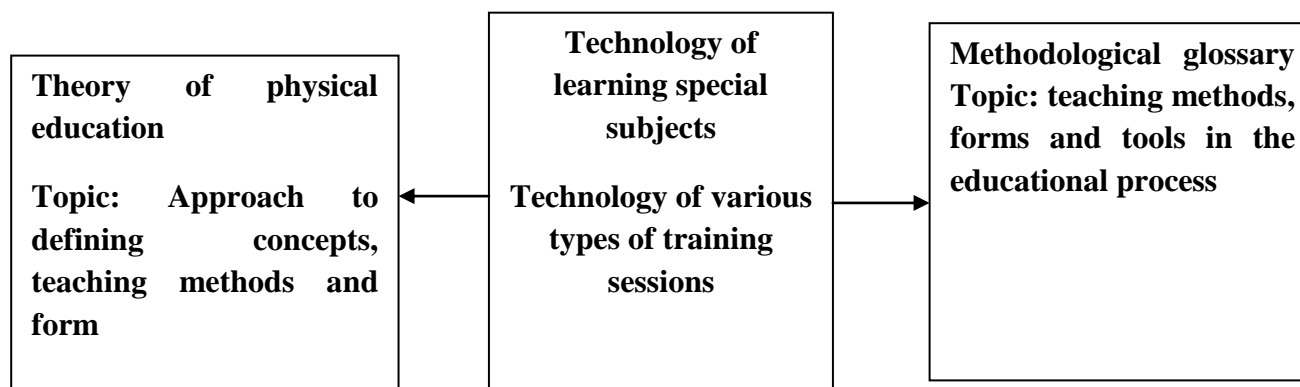 Theory of physical
education
Topic: Approach to
defining concepts,
teaching methods and
form
Technology of
learning special
subjects
Technology of various
types of training
sessions
Methodological glossary
Topic: teaching methods,
forms and tools in the
educational process